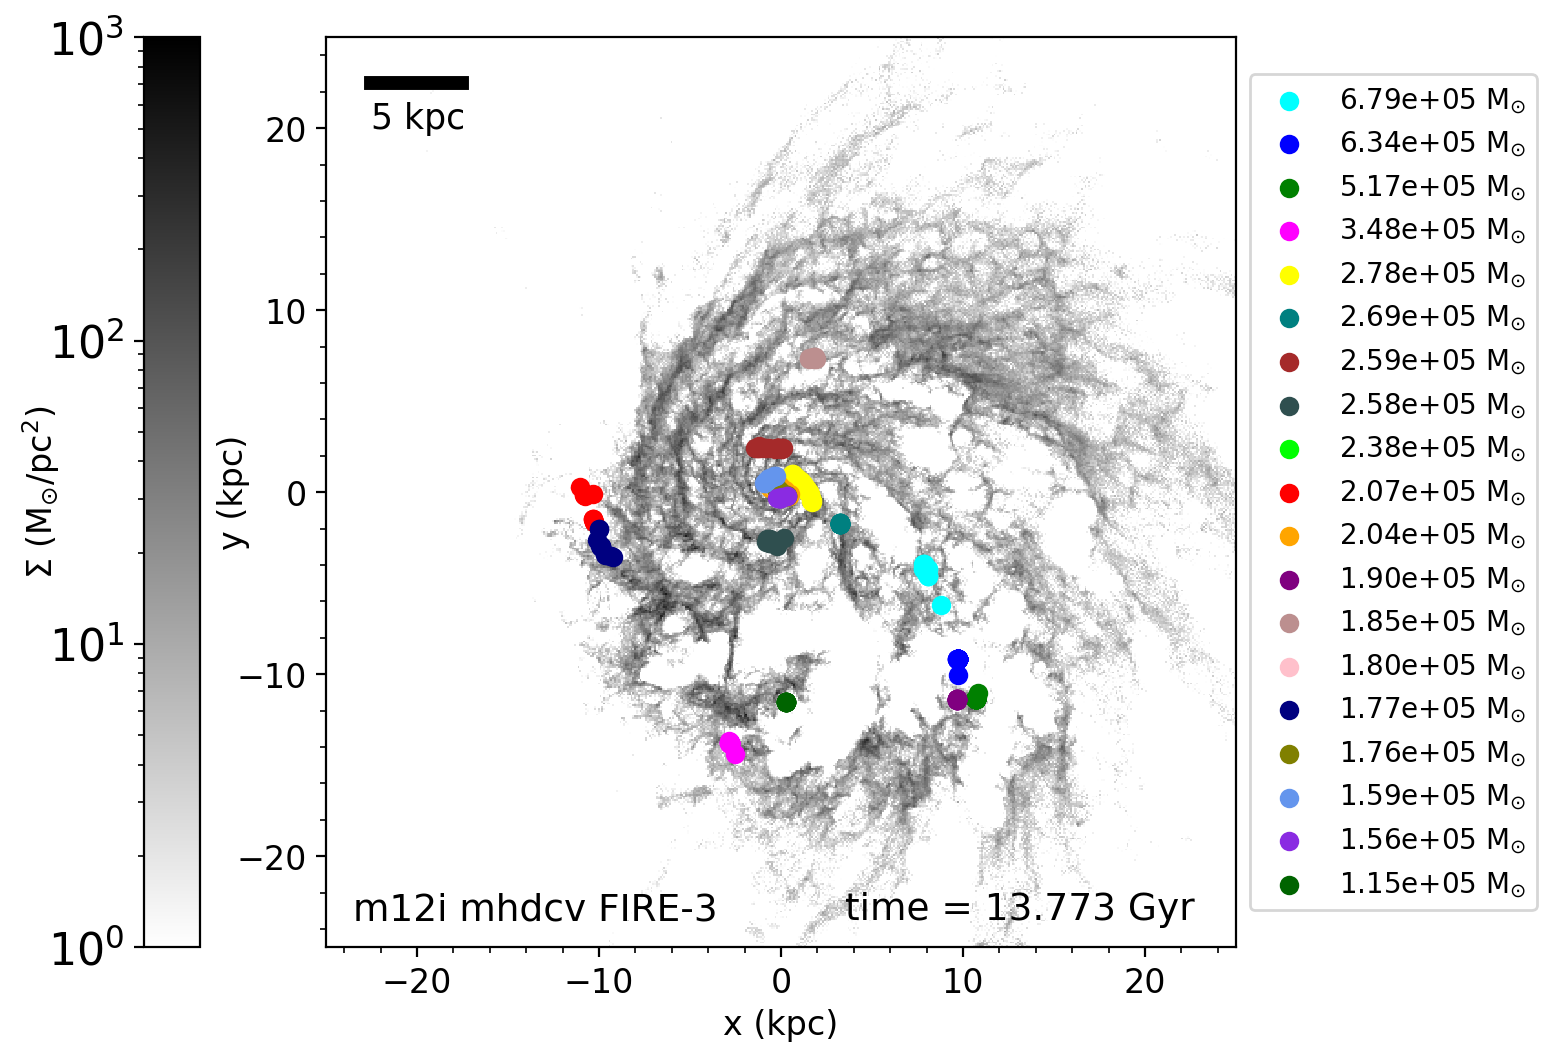 10³
10²
10¹
10⁰
Σ (M⊙/pc²)
y (kpc)
20
10
0
−10
−20
5 kpc
m12i mhdcv FIRE-3
time = 13.773 Gyr
−20
−10
0
10
20
x (kpc)
6.79e+05 M⊙
6.34e+05 M⊙
5.17e+05 M⊙
3.48e+05 M⊙
2.78e+05 M⊙
2.69e+05 M⊙
2.59e+05 M⊙
2.58e+05 M⊙
2.38e+05 M⊙
2.07e+05 M⊙
2.04e+05 M⊙
1.90e+05 M⊙
1.85e+05 M⊙
1.80e+05 M⊙
1.77e+05 M⊙
1.76e+05 M⊙
1.59e+05 M⊙
1.56e+05 M⊙
1.15e+05 M⊙